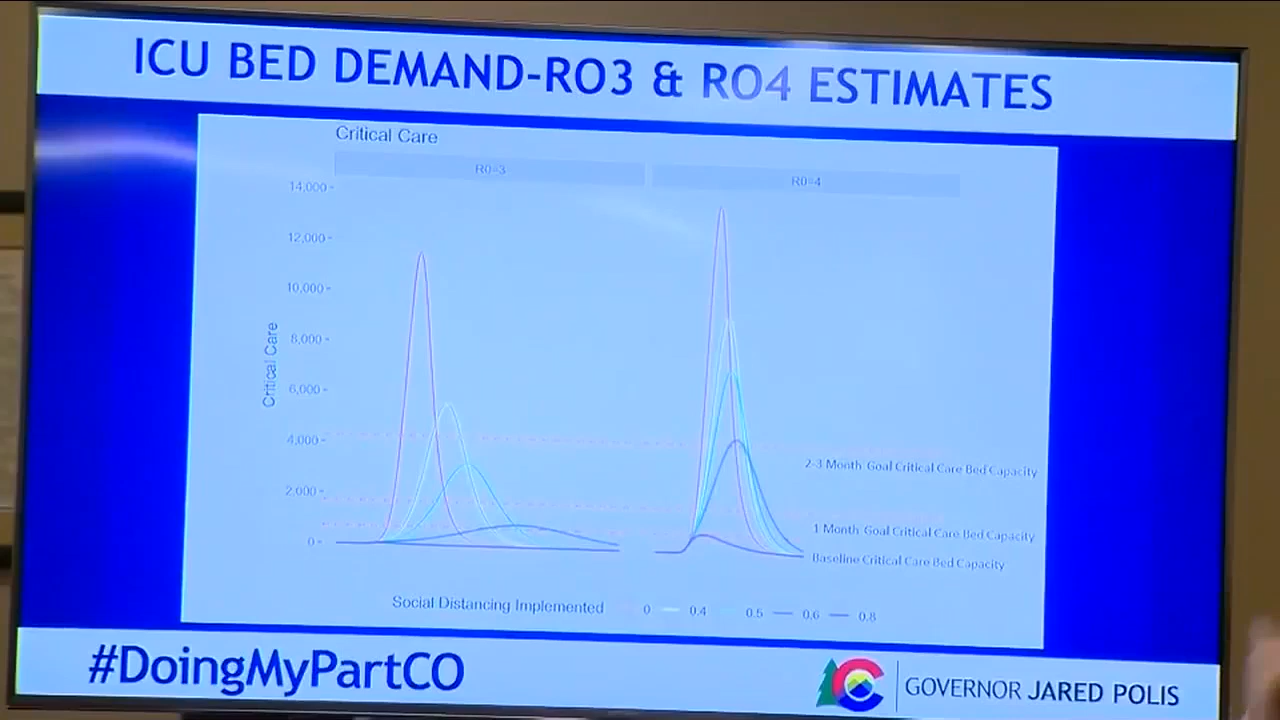 ICU BED DEMAND-RO3 & RO4 ESTIMATES
Critical Care
R0=3
R0=4
14,000
12,000
10,000
8,000
6,000
4,000
2,000
0
Critical Care
2-3 Month Goal Critical Care Bed Capacity
1 Month Goal Critical Care Bed Capacity
Baseline Critical Care Bed Capacity
Social Distancing Implemented 0 0.4 0.5 0.6 0.8
#DoingMyPartCO
GOVERNOR JARED POLIS